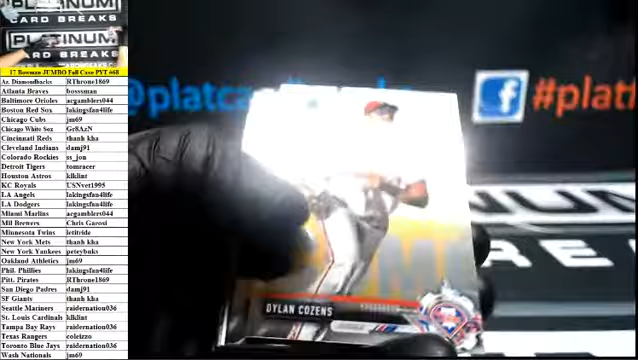 PLATINUM
CARD BREAKS
PLATINUM
CARD BREAKS
17 Bowman JUMBO Full Case PYT #68
Az. Diamondbacks RThrone1869
Atlanta Braves bosssman
Baltimore Orioles acgamblers044
Boston Red Sox lakingsfan4life
Chicago Cubs jm69
Chicago White Sox Gr8AzN
Cincinnati Reds thanh kha
Cleveland Indians damj91
Colorado Rockies ss_jon
Detroit Tigers tomracer
Houston Astros klklint
KC Royals USNvet1995
LA Angels lakingsfan4life
LA Dodgers lakingsfan4life
Miami Marlins acgamblers044
Mil Brewers Chris Garosi
Minnesota Twins letitride
New York Mets thanh kha
New York Yankees peteybuks
Oakland Athletics jm69
Phil. Phillies lakingsfan4life
Pitt. Pirates RThrone1869
San Diego Padres damj91
SF Giants thanh kha
Seattle Mariners raidernation036
St. Louis Cardinals klklint
Tampa Bay Rays raidernation036
Texas Rangers coleizzo
Toronto Blue Jays raidernation036
Wash Nationals jm69
@platca
f #plati
NUM
RE
DYLAN COZENS